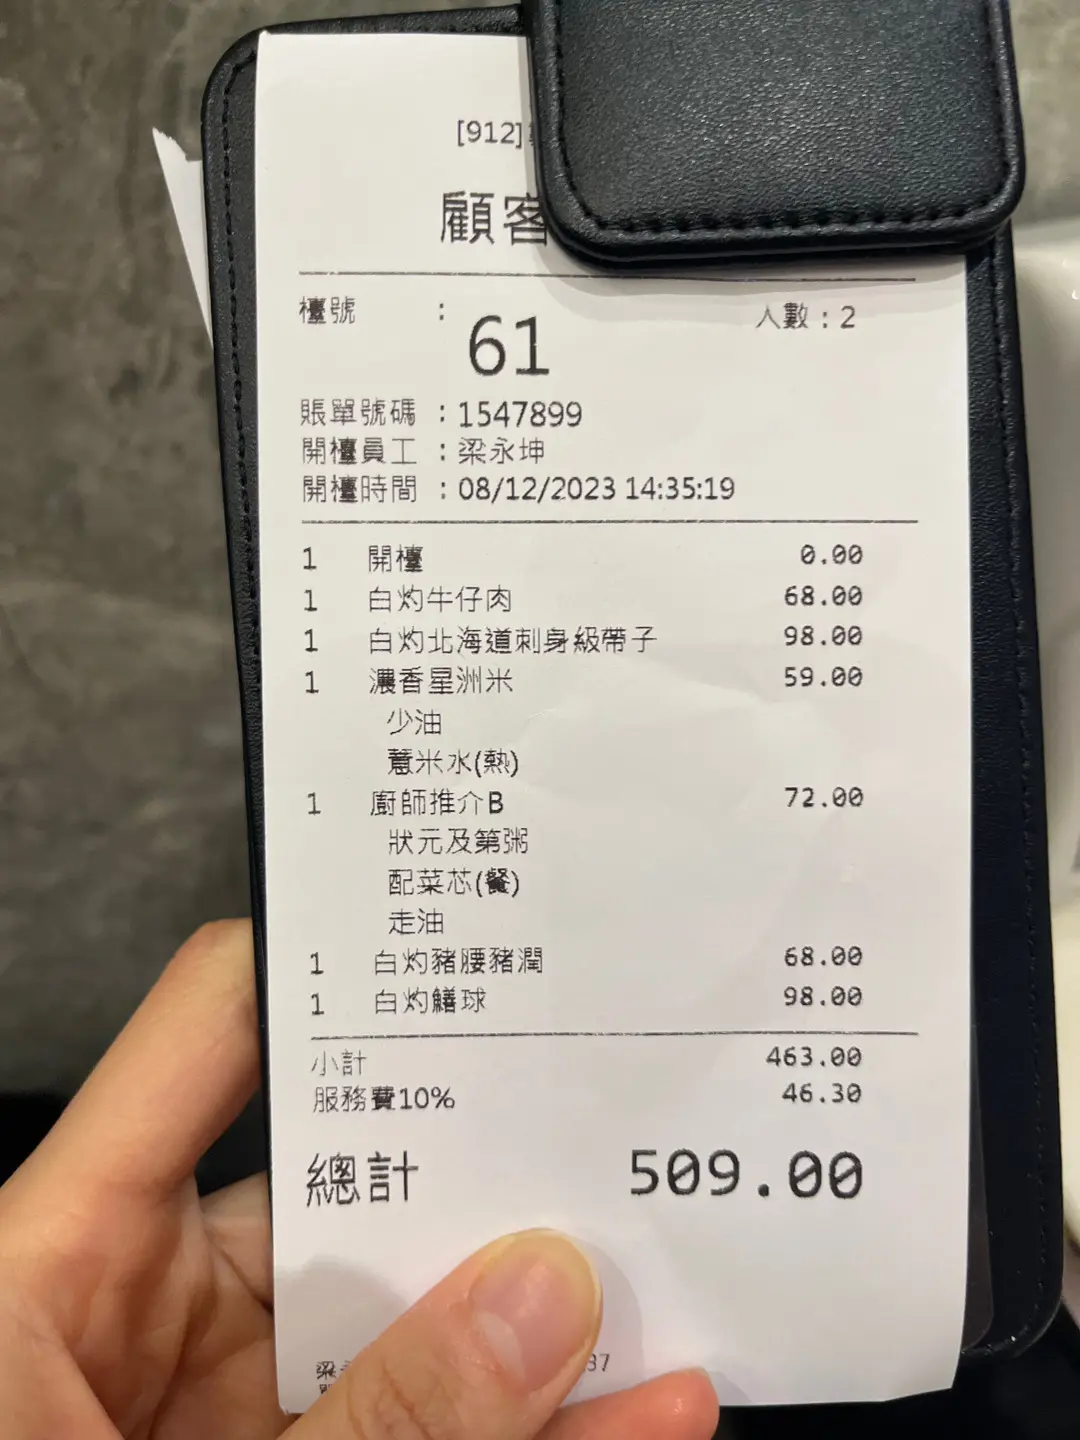 [912]
顧客
檯號 : 61 人數 : 2
賬單號碼 : 1547899
開檯員工 : 梁永坤
開檯時間 : 08/12/2023 14:35:19
1 開檯 0.00
1 白灼牛仔肉 68.00
1 白灼北海道刺身級帶子 98.00
1 濃香星洲米 59.00
少油
薏米水(熱)
1 廚師推介B 72.00
狀元及第粥
配菜芯(餐)
走油
1 白灼豬腰豬潤 68.00
1 白灼鱔球 98.00
小計 463.00
服務費10% 46.30
總計 509.00
梁 37